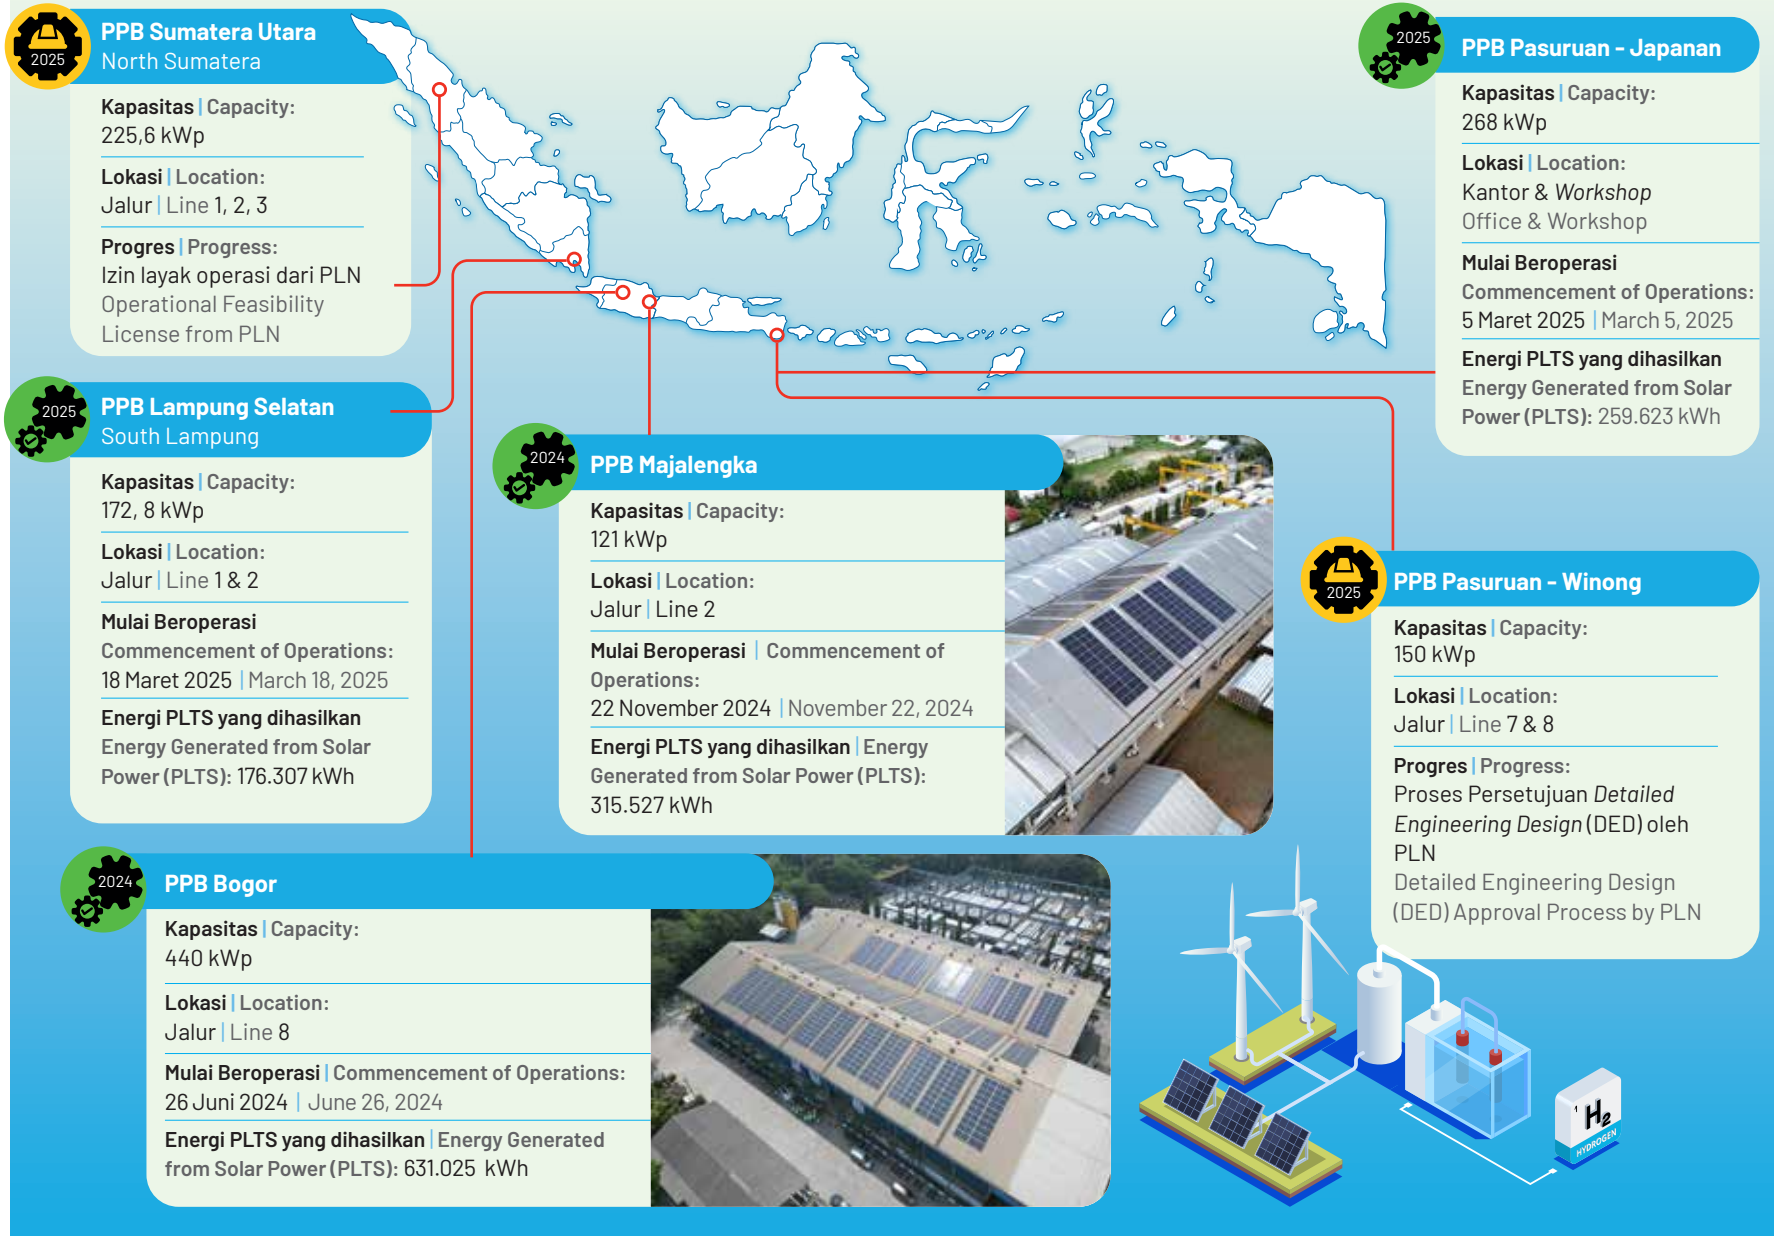 2025
PPB Sumatera Utara
North Sumatera
Kapasitas | Capacity:
225,6 kWp
Lokasi | Location:
Jalur | Line 1, 2, 3
Progres | Progress:
Izin layak operasi dari PLN
Operational Feasibility
License from PLN
2025
PPB Pasuruan - Japanan
Kapasitas | Capacity:
268 kWp
Lokasi | Location:
Kantor & Workshop
Office & Workshop
Mulai Beroperasi
Commencement of Operations:
5 Maret 2025 | March 5, 2025
Energi PLTS yang dihasilkan
Energy Generated from Solar
Power (PLTS): 259.623 kWh
2025
PPB Lampung Selatan
South Lampung
Kapasitas | Capacity:
172, 8 kWp
Lokasi | Location:
Jalur | Line 1 & 2
Mulai Beroperasi
Commencement of Operations:
18 Maret 2025 | March 18, 2025
Energi PLTS yang dihasilkan
Energy Generated from Solar
Power (PLTS): 176.307 kWh
2024
PPB Majalengka
Kapasitas | Capacity:
121 kWp
Lokasi | Location:
Jalur | Line 2
Mulai Beroperasi | Commencement of
Operations:
22 November 2024 | November 22, 2024
Energi PLTS yang dihasilkan | Energy
Generated from Solar Power (PLTS):
315.527 kWh
2025
PPB Pasuruan - Winong
Kapasitas | Capacity:
150 kWp
Lokasi | Location:
Jalur | Line 7 & 8
Progres | Progress:
Proses Persetujuan Detailed
Engineering Design (DED) oleh
PLN
Detailed Engineering Design
(DED) Approval Process by PLN
2024
PPB Bogor
Kapasitas | Capacity:
440 kWp
Lokasi | Location:
Jalur | Line 8
Mulai Beroperasi | Commencement of Operations:
26 Juni 2024 | June 26, 2024
Energi PLTS yang dihasilkan | Energy Generated
from Solar Power (PLTS): 631.025 kWh
1
H2
HYDROGEN